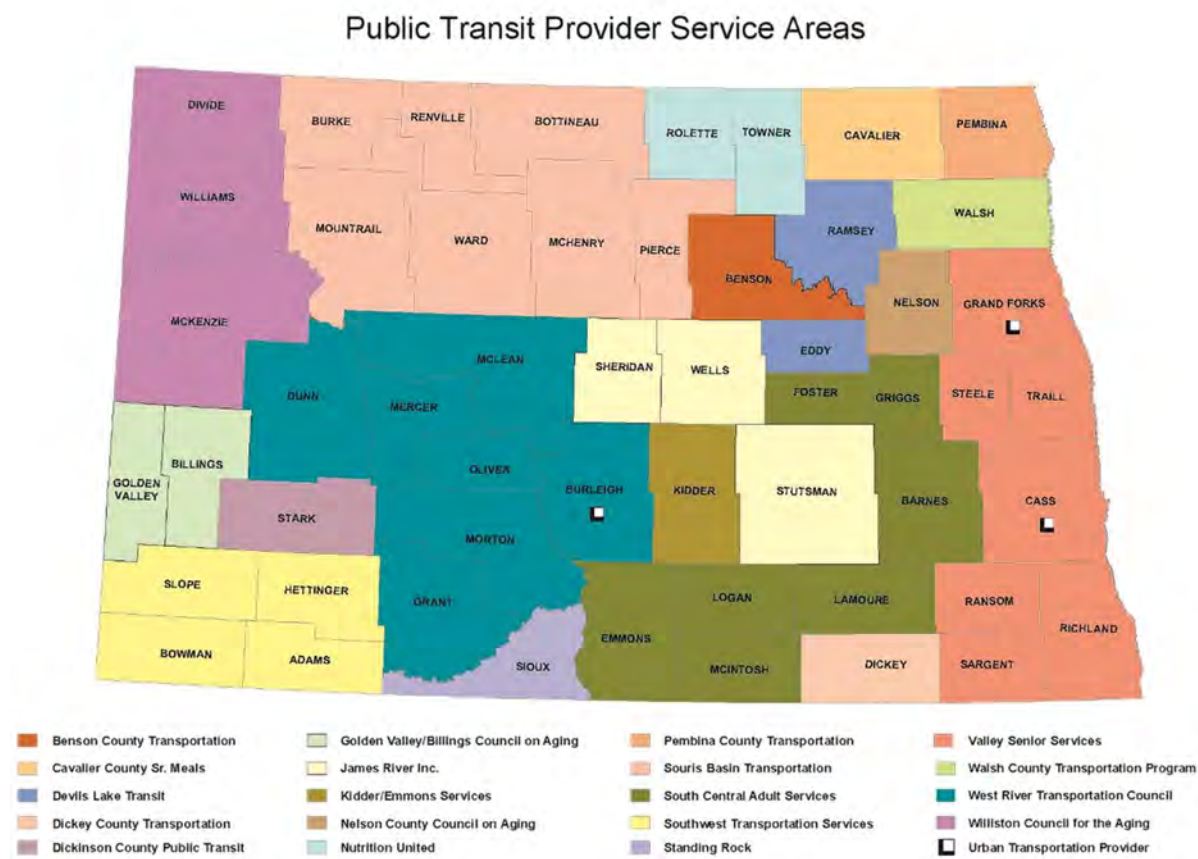 Public Transit Provider Service Areas
DIVIDE
BURKE
RENVILLE
BOTTINEAU
ROLETTE
TOWNER
CAVALIER
PEMBINA
WILLIAMS
MOUNTRAIL
WARD
MCHENRY
PIERCE
RAMSEY
WALSH
BENSON
NELSON
GRAND FORKS
MCKENZIE
MCLEAN
SHERIDAN
WELLS
EDDY
DUNN
MERCER
FOSTER
GRIGGS
STEELE
TRAILL
GOLDEN
VALLEY
BILLINGS
OLIVER
BURLEIGH
KIDDER
STUTSMAN
BARNES
CASS
STARK
MORTON
SLOPE
HETTINGER
GRANT
LOGAN
LAMOURE
RANSOM
RICHLAND
BOWMAN
ADAMS
SIOUX
EMMONS
MCINTOSH
DICKEY
SARGENT
Benson County Transportation
Cavalier County Sr. Meals
Devils Lake Transit
Dickey County Transportation
Dickinson County Public Transit
Golden Valley/Billings Council on Aging
James River Inc.
Kidder/Emmons Services
Nelson County Council on Aging
Nutrition United
Pembina County Transportation
Souris Basin Transportation
South Central Adult Services
Southwest Transportation Services
Standing Rock
Valley Senior Services
Walsh County Transportation Program
West River Transportation Council
Williston Council for the Aging
Urban Transportation Provider